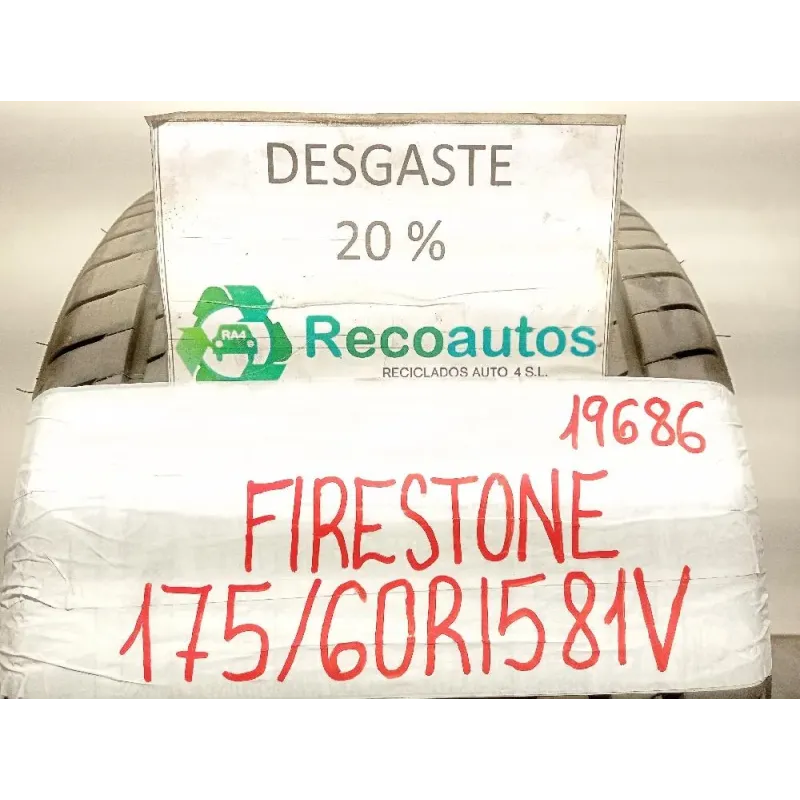 DESGASTE
20 %
RA4
Recoautos
RECICLADOS AUTO 4 S.L.
19686
FIRESTONE
175/60R15 81V